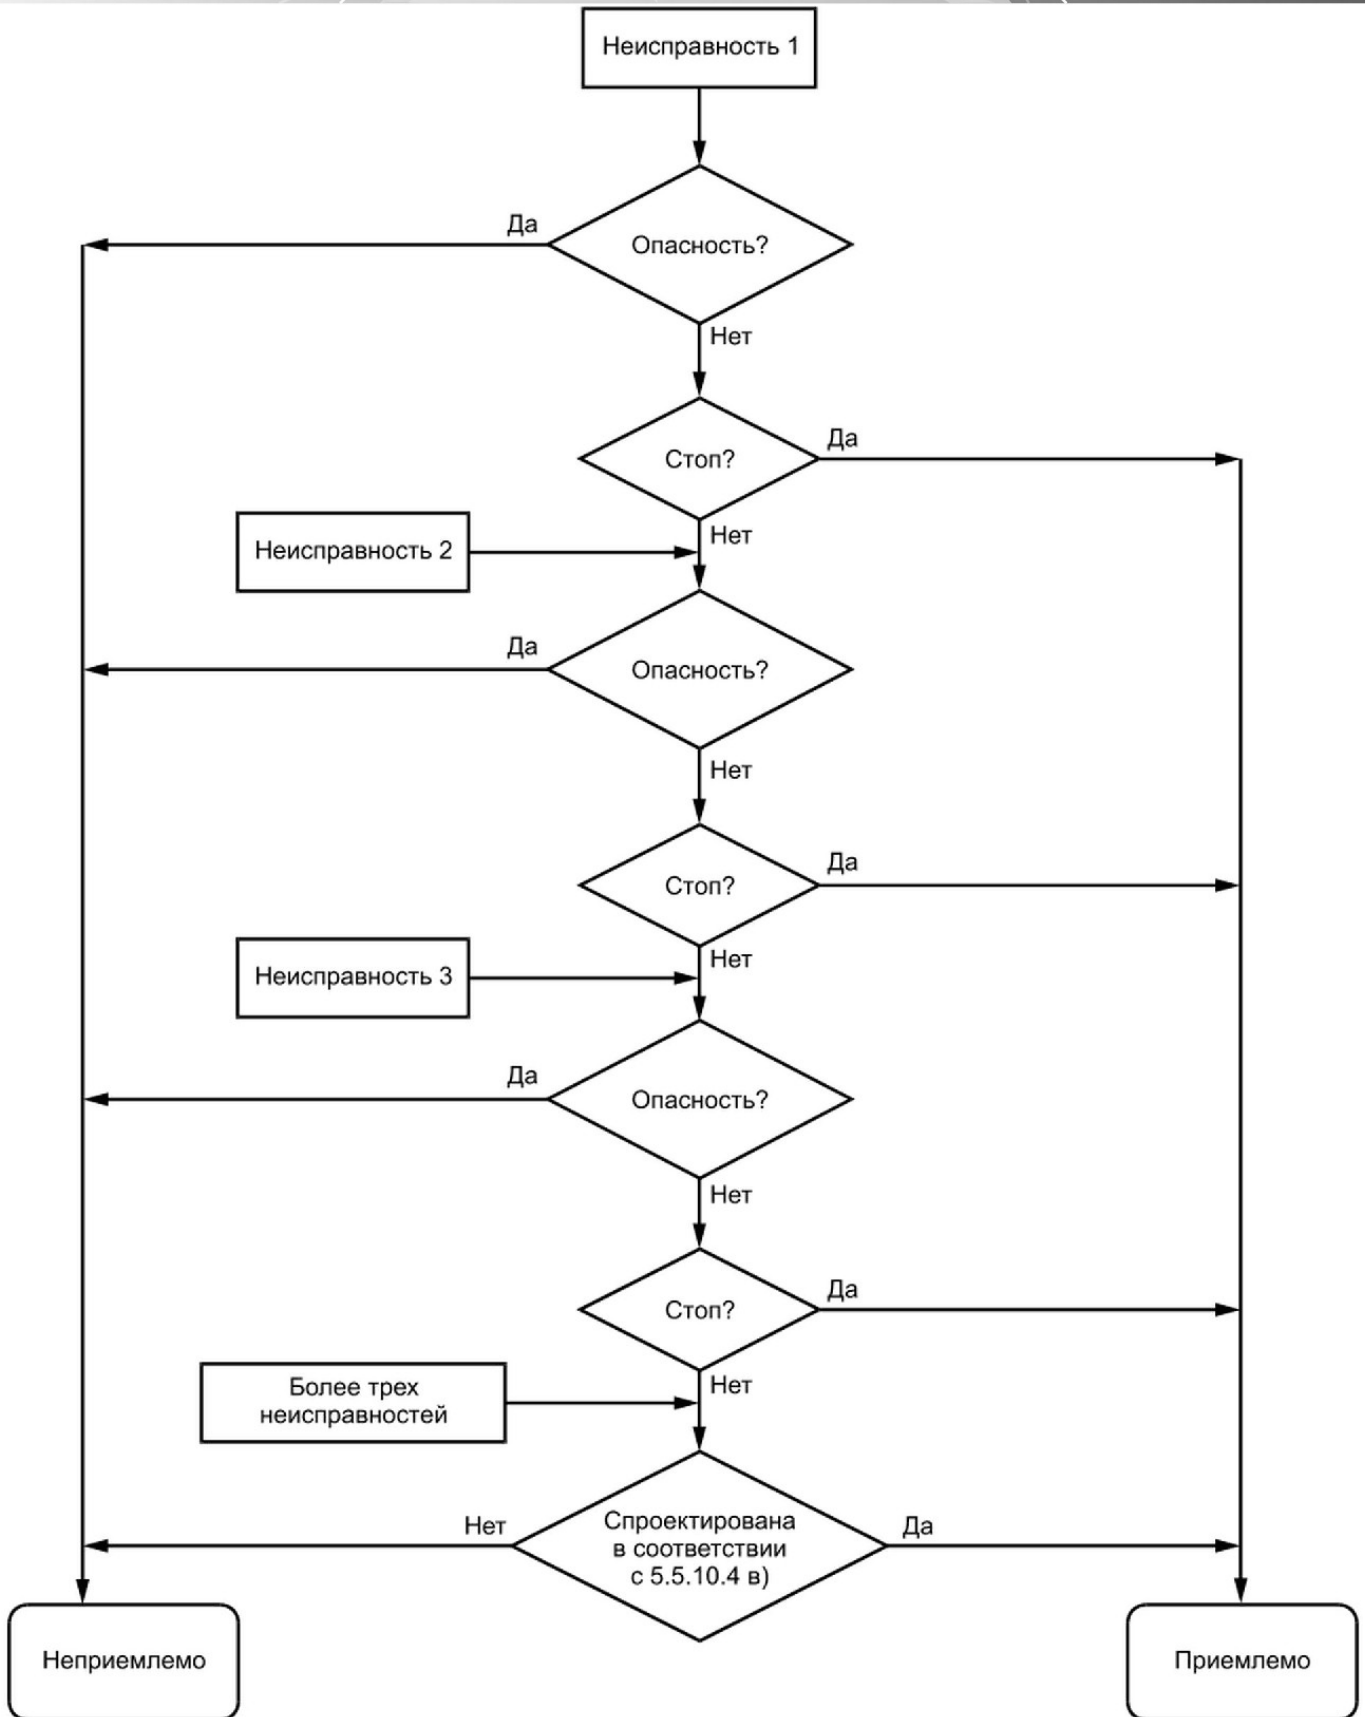 Неисправность 1
Да
Опасность?
Нет
Да
Стоп?
Нет
Неисправность 2
Да
Опасность?
Нет
Да
Стоп?
Нет
Неисправность 3
Да
Опасность?
Нет
Да
Стоп?
Нет
Более трех
неисправностей
Нет
Спроектирована
в соответствии
с 5.5.10.4 в)
Да
Неприемлемо
Приемлемо